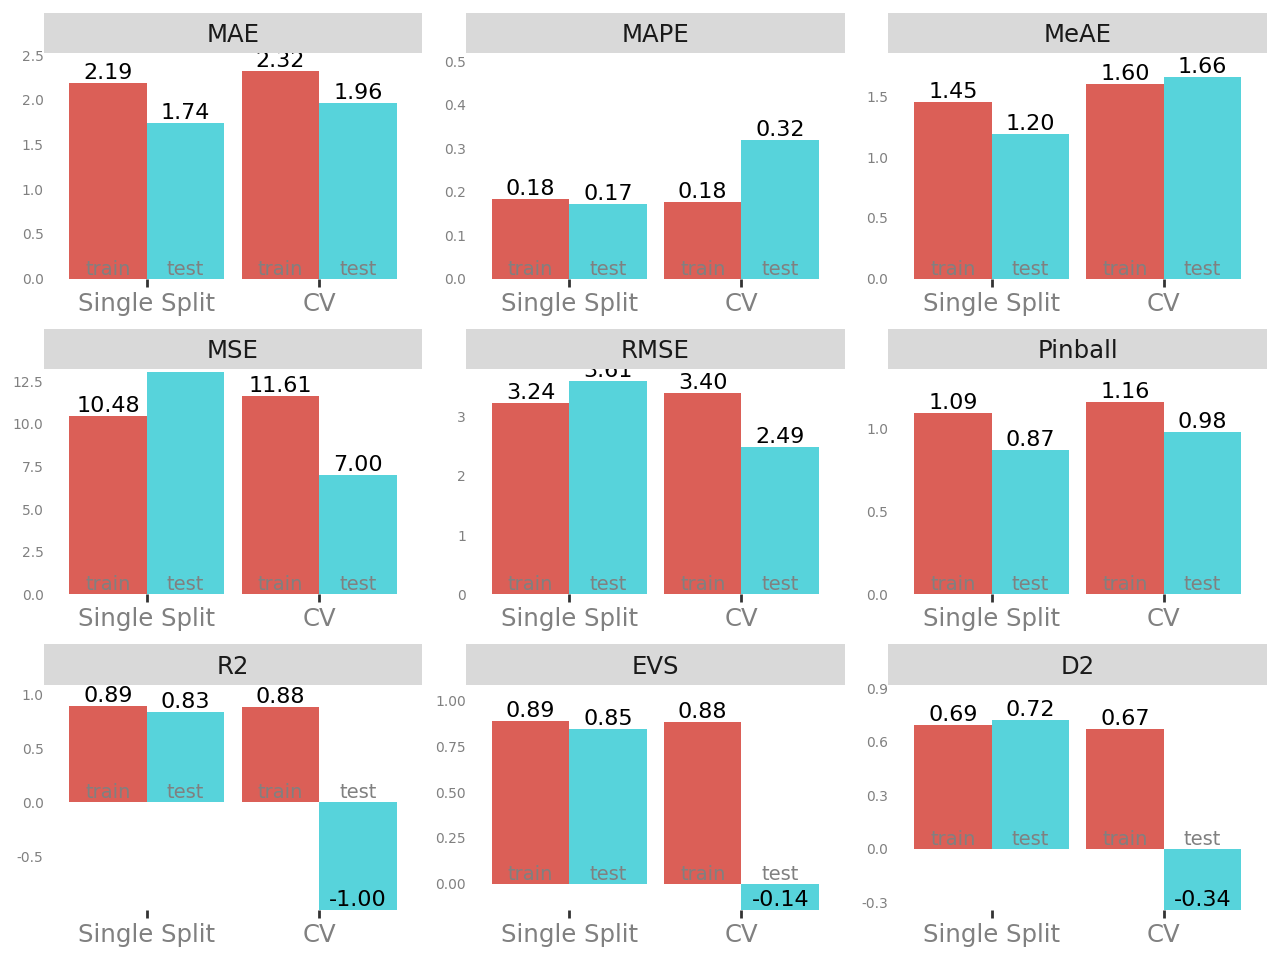 MAE
2.5
2.0
1.5
1.0
0.5
0.0
2.19
1.74
2.32
1.96
train
test
train
test
Single Split
CV
MAPE
0.5
0.4
0.3
0.2
0.1
0.0
0.18
0.17
0.18
0.32
train
test
train
test
Single Split
CV
MeAE
1.5
1.0
0.5
0.0
1.45
1.20
1.60
1.66
train
test
train
test
Single Split
CV
MSE
12.5
10.0
7.5
5.0
2.5
0.0
10.48
11.61
7.00
train
test
train
test
Single Split
CV
RMSE
3
2
1
0
3.24
3.61
3.40
2.49
train
test
train
test
Single Split
CV
Pinball
1.0
0.5
0.0
1.09
0.87
1.16
0.98
train
test
train
test
Single Split
CV
R2
1.0
0.5
0.0
-0.5
0.89
0.83
0.88
-1.00
train
test
train
test
Single Split
CV
EVS
1.00
0.75
0.50
0.25
0.00
0.89
0.85
0.88
-0.14
train
test
train
test
Single Split
CV
D2
0.9
0.6
0.3
0.0
-0.3
0.69
0.72
0.67
-0.34
train
test
train
test
Single Split
CV